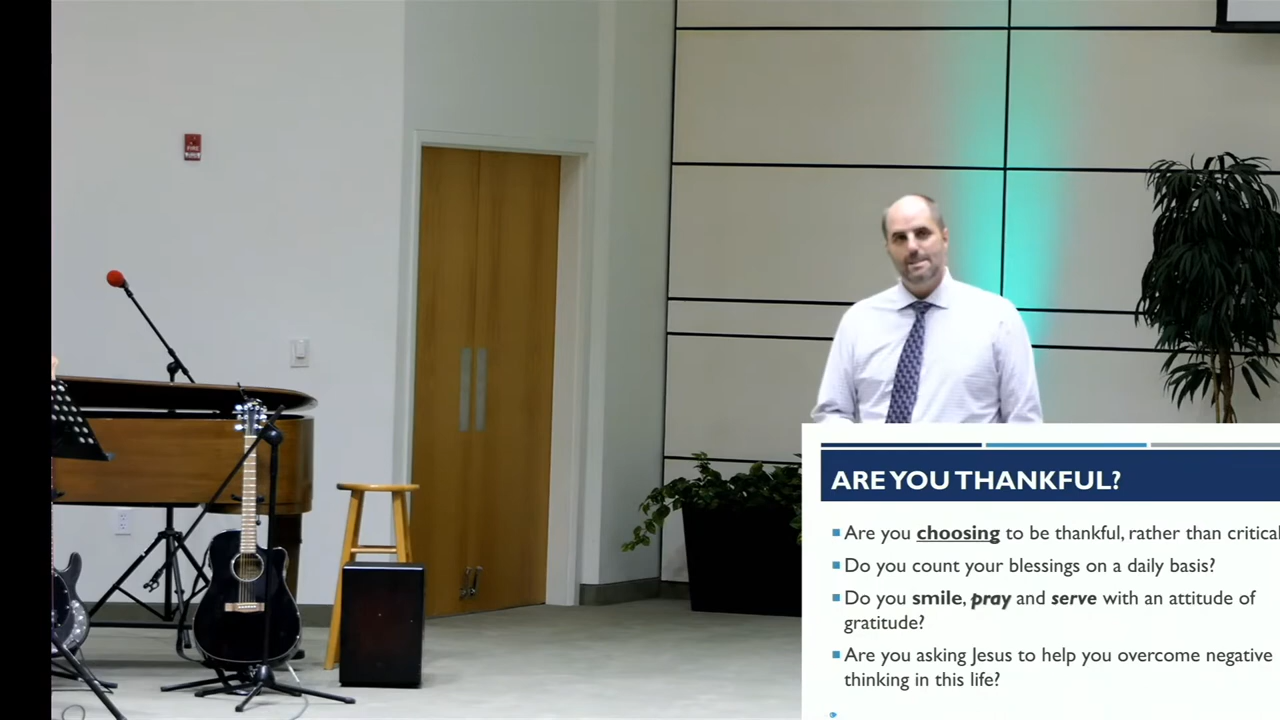 ARE YOU THANKFUL?
Are you choosing to be thankful, rather than critical
Do you count your blessings on a daily basis?
Do you smile, pray and serve with an attitude of
gratitude?
Are you asking Jesus to help you overcome negative
thinking in this life?